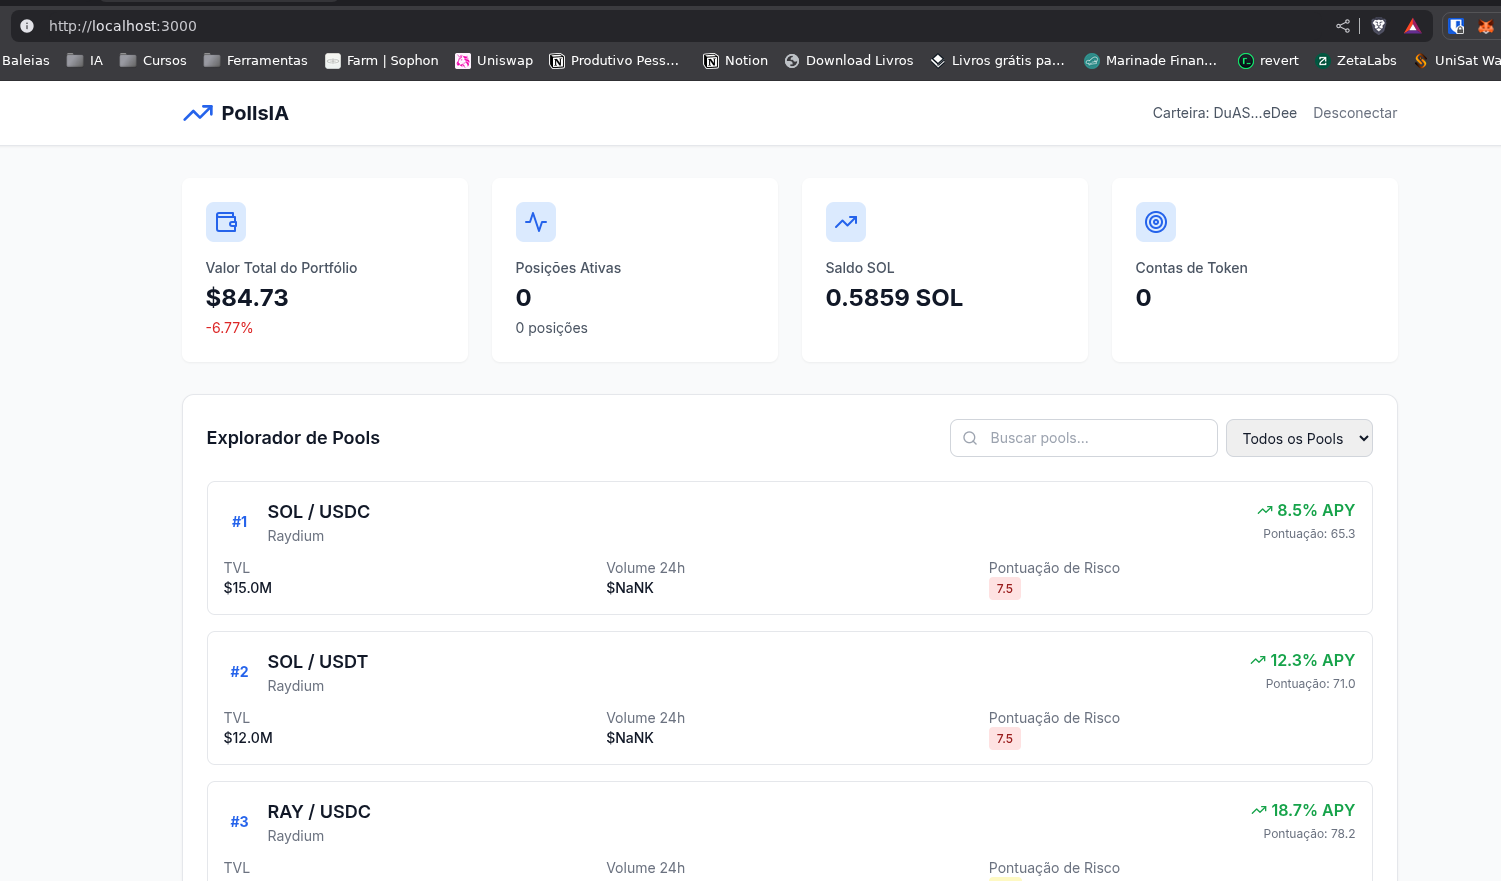 http://localhost:3000
Baleias IA Cursos Ferramentas Farm | Sophon Uniswap Produtivo Pess... Notion Download Livros Livros grátis pa... Marinade Finan... revert ZetaLabs UniSat Wa
PollsIA Carteira: DuAS...eDee Desconectar
Valor Total do Portfólio
$84.73
-6.77%
Posições Ativas
0
0 posições
Saldo SOL
0.5859 SOL
Contas de Token
0
Explorador de Pools Buscar pools... Todos os Pools
#1 SOL / USDC 8.5% APY
Raydium Pontuação: 65.3
TVL Volume 24h Pontuação de Risco
$15.0M $NaNK 7.5
#2 SOL / USDT 12.3% APY
Raydium Pontuação: 71.0
TVL Volume 24h Pontuação de Risco
$12.0M $NaNK 7.5
#3 RAY / USDC 18.7% APY
Raydium Pontuação: 78.2
TVL Volume 24h Pontuação de Risco